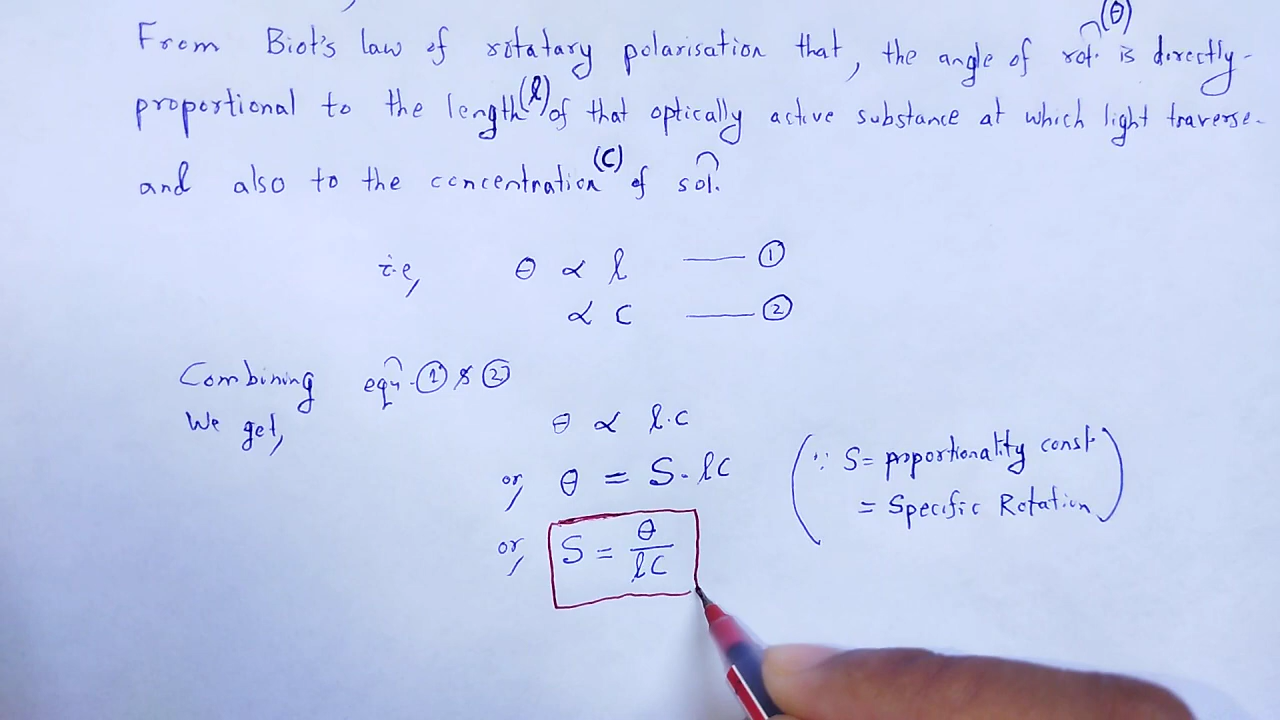 (θ)
From Biot's law of rotatary polarisation that, the angle of rot. is directly-
(l)
proportional to the length of that optically active substance at which light traverse-
(C)
and also to the concentration of sol.
i.e, θ ∝ l —— ①
∝ C —— ②
Combining eqn. ① & ②
We get,
θ ∝ l.C
or, θ = S. lC
(∵ S = proportionality const
= Specific Rotation)
or, S = θ/lC